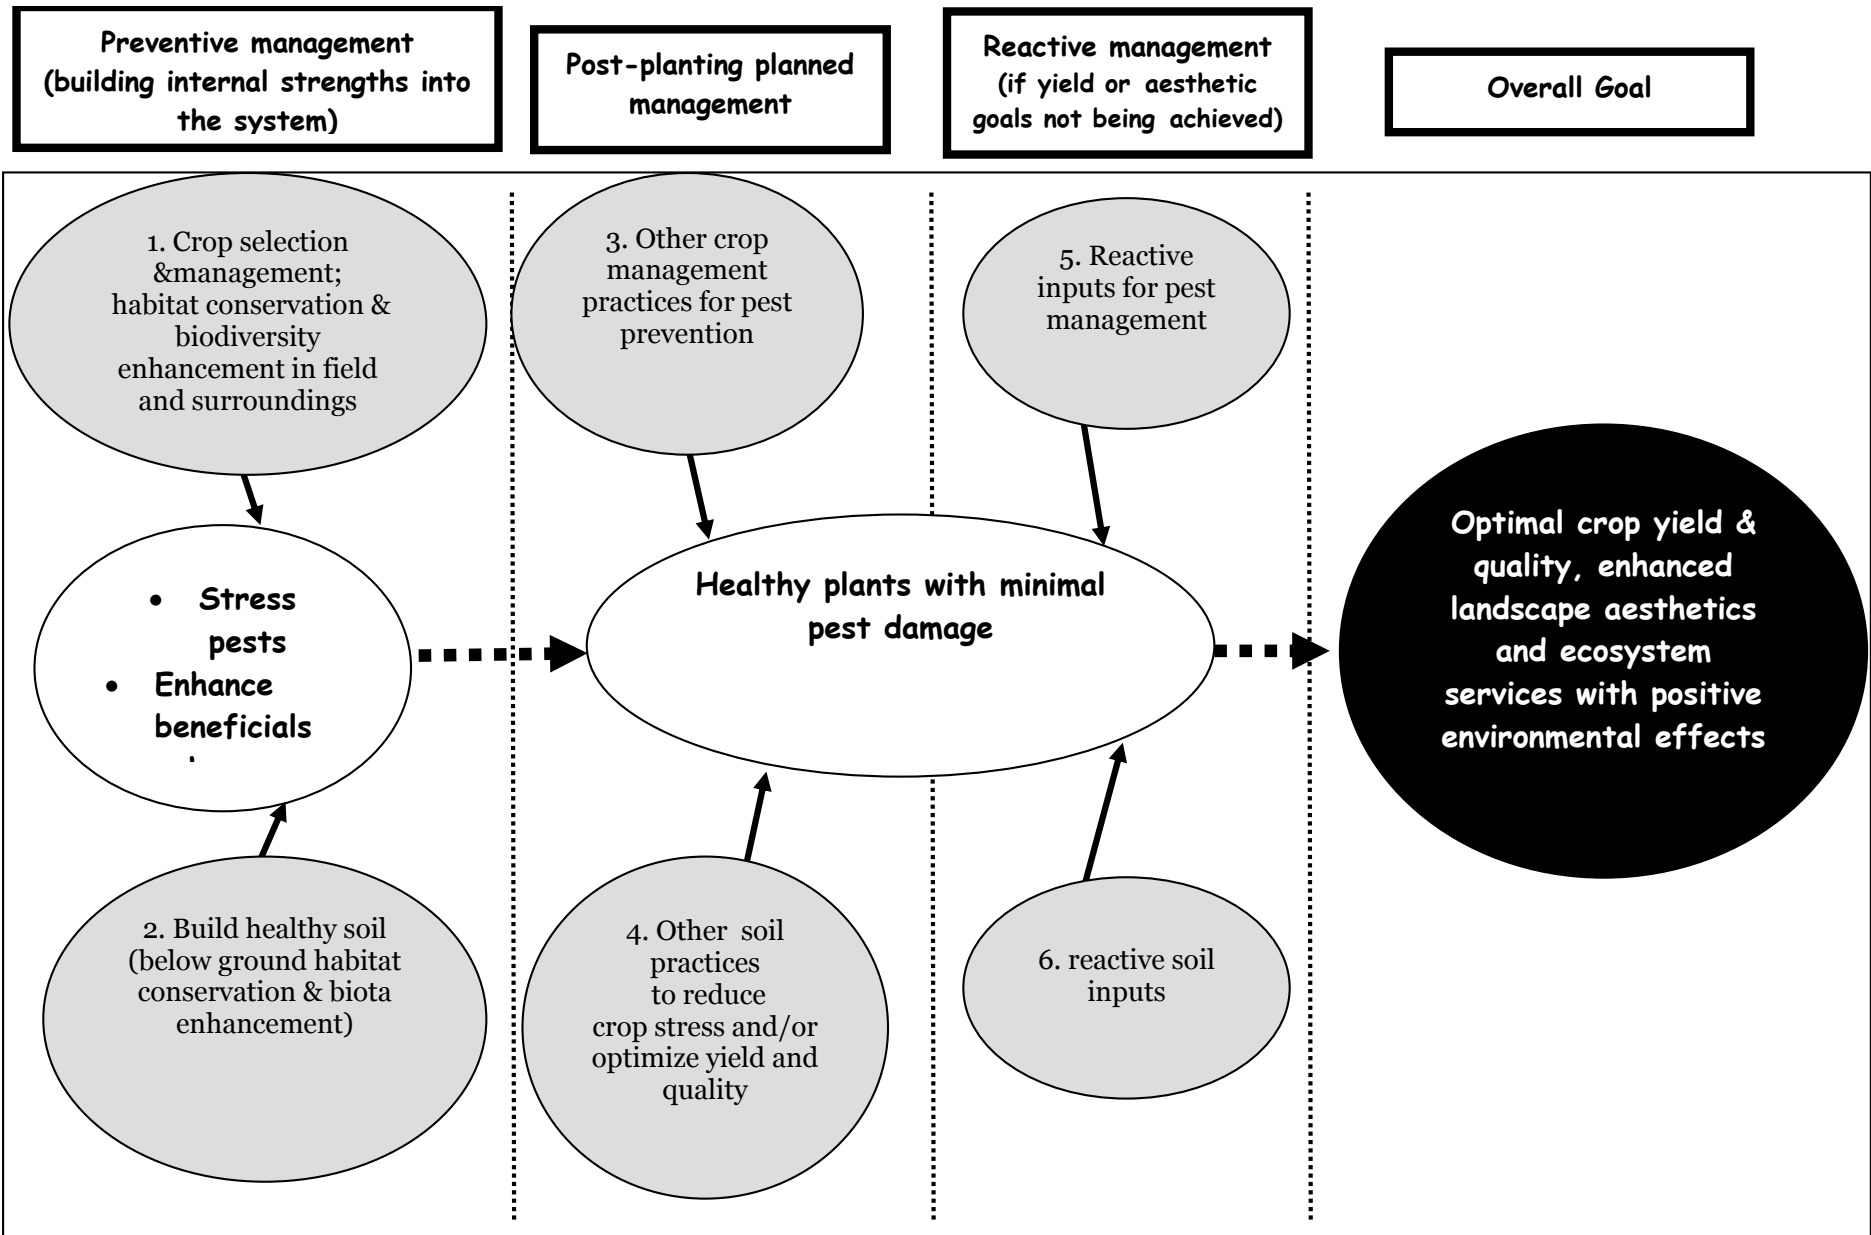 Preventive management
(building internal strengths into
the system)
Post-planting planned
management
Reactive management
(if yield or aesthetic
goals not being achieved)
Overall Goal
1. Crop selection
&management;
habitat conservation &
biodiversity
enhancement in field
and surroundings
3. Other crop
management
practices for pest
prevention
5. Reactive
inputs for pest
management
• Stress
pests
• Enhance
beneficials
Healthy plants with minimal
pest damage
Optimal crop yield &
quality, enhanced
landscape aesthetics
and ecosystem
services with positive
environmental effects
2. Build healthy soil
(below ground habitat
conservation & biota
enhancement)
4. Other soil
practices
to reduce
crop stress and/or
optimize yield and
quality
6. reactive soil
inputs